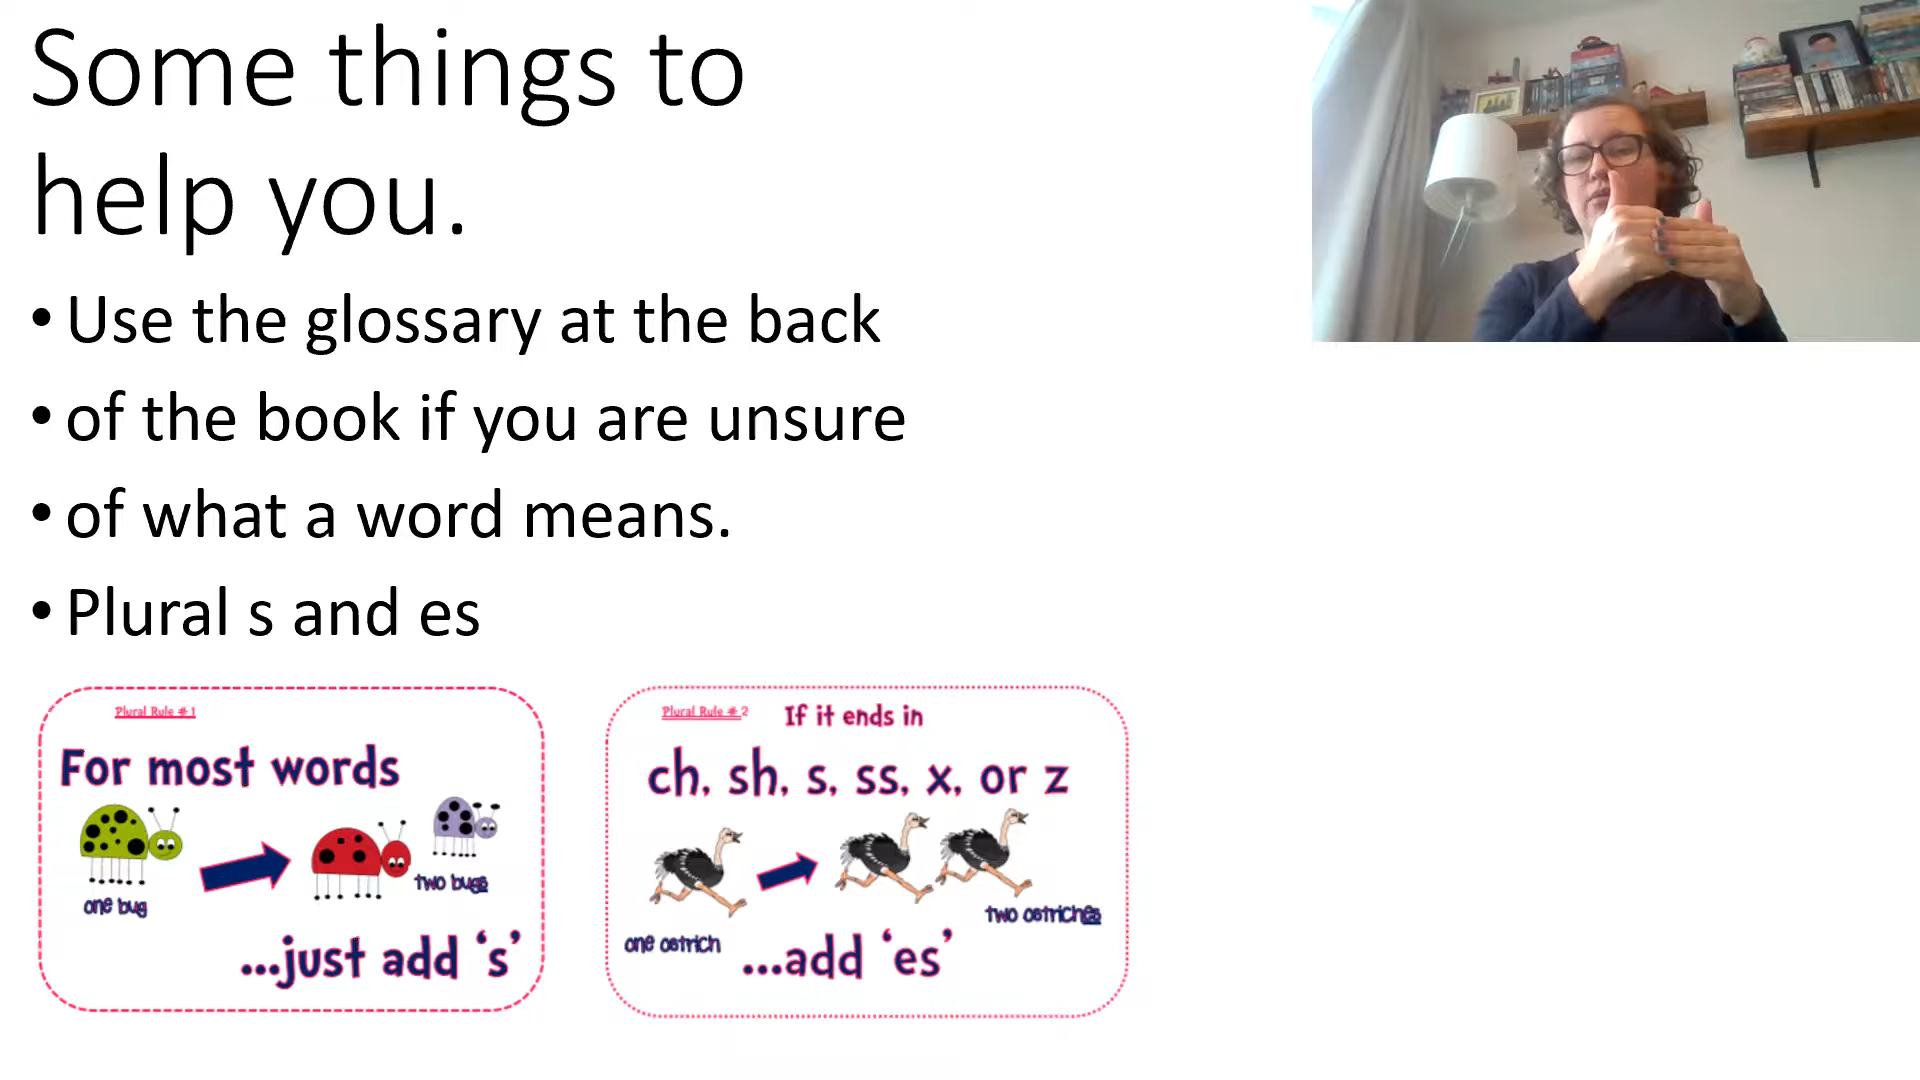 Some things to
help you.
• Use the glossary at the back
• of the book if you are unsure
• of what a word means.
• Plural s and es
Plural Rule #1
For most words
one bug
two bugs
...just add ‘s’
Plural Rule #2
If it ends in
ch, sh, s, ss, x, or z
one ostrich
two ostriches
...add ‘es’